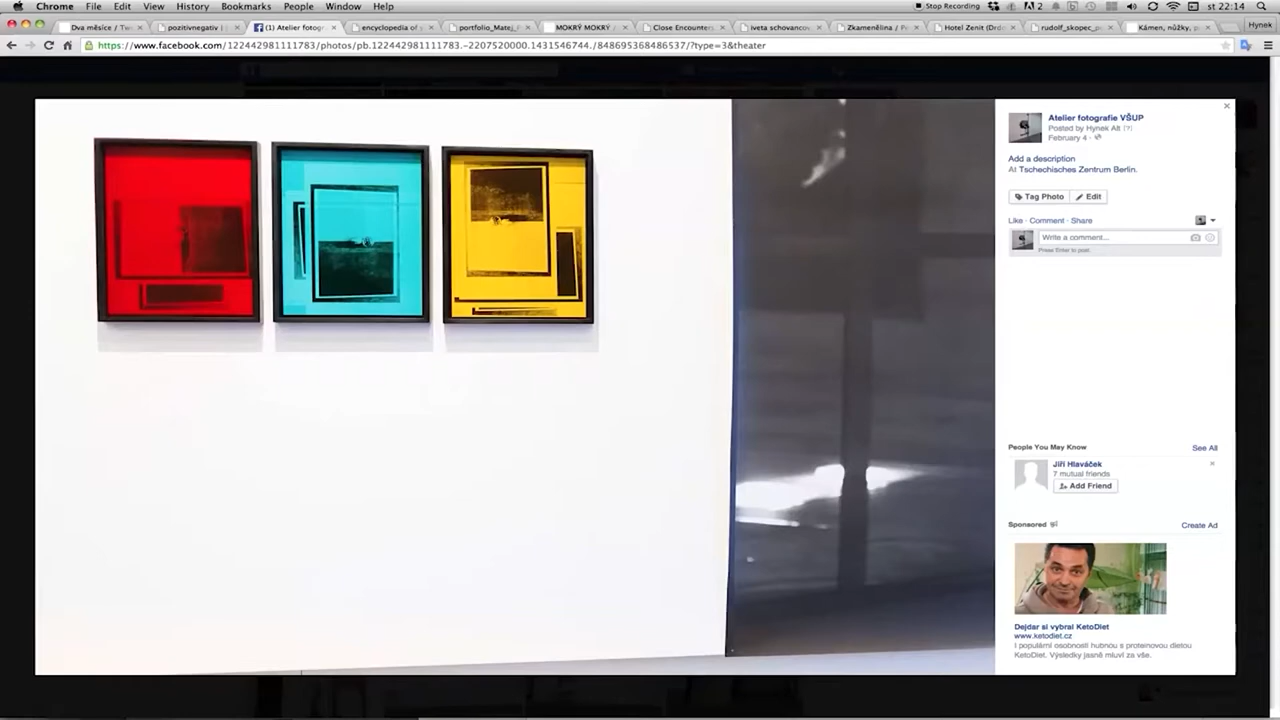 Chrome File Edit View History Bookmarks People Window Help
Stop Recording
2
st 22:14
Dva měsíce / Tw
pozitivnegativ |
(1) Atelier fotogr
encyclopedia of
portfolio_Matej_
MOKRÝ MOKRÝ
Close Encounters
iveta schovancov
Zkamenělina /
Hotel Zenit (Drdo
rudolf_skopec_p
Kámen, nůžky, p
Hynek
https://www.facebook.com/122442981111783/photos/pb.122442981111783.-2207520000.1431546744./848695368486537/?type=3&theater
Atelier fotografie VŠUP
Posted by Hynek Alt [?]
February 4 ·
Add a description
At Tschechisches Zentrum Berlin.
Tag Photo
Edit
Like · Comment · Share
Write a comment...
Press Enter to post.
People You May Know
See All
Jiří Hlaváček
7 mutual friends
Add Friend
Sponsored
Create Ad
Dejdar si vybral KetoDiet
www.ketodiet.cz
I populární osobnosti hubnou s proteinovou dietou
KetoDiet. Výsledky jasně mluví za vše.